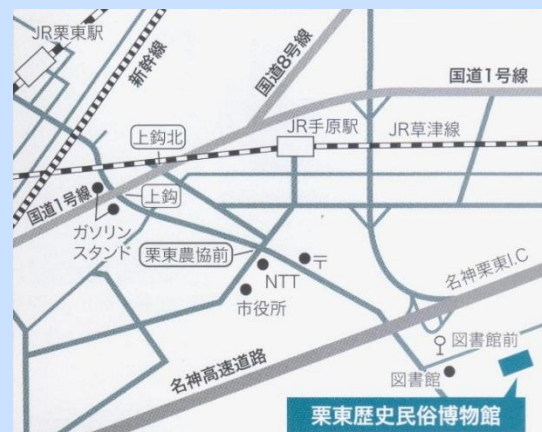 JR栗東駅
新幹線
国道8号線
国道1号線
上鈎北
JR手原駅
JR草津線
国道1号線
上鈎
ガソリン
スタンド
栗東農協前
〒
NTT
市役所
名神栗東I.C
図書館前
名神高速道路
図書館
栗東歴史民俗博物館